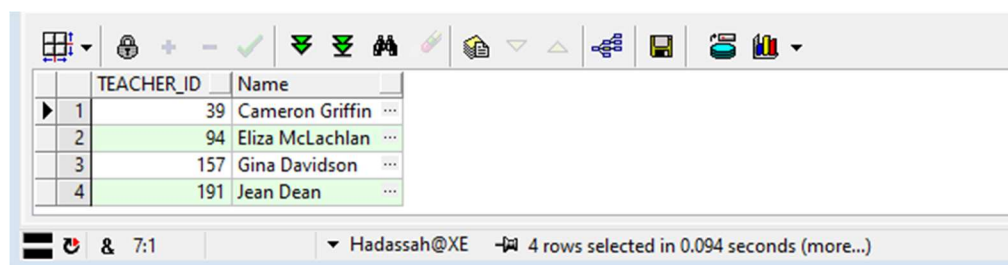 TEACHER_ID Name
1 39 Cameron Griffin ...
2 94 Eliza McLachlan ...
3 157 Gina Davidson ...
4 191 Jean Dean ...
& 7:1 Hadassah@XE 4 rows selected in 0.094 seconds (more...)